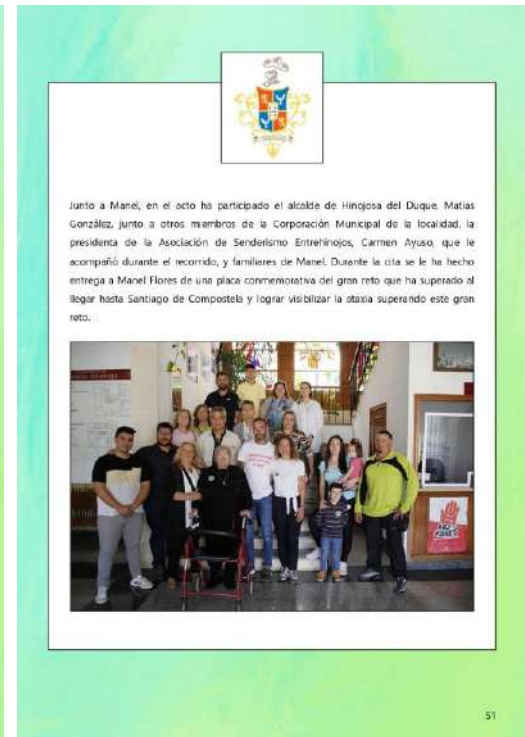 Junto a Manel, en el acto ha participado el alcalde de Hinojosa del Duque, Matías
González, junto a otros miembros de la Corporación Municipal de la localidad, la
presidenta de la Asociación de Senderismo Entrehinojos, Carmen Ayuso, que le
acompañó durante el recorrido, y familiares de Manel. Durante la cita se le ha hecho
entrega a Manel Flores de una placa conmemorativa del gran reto que ha superado al
llegar hasta Santiago de Compostela y lograr visibilizar la ataxia superando este gran
reto.
NO
51